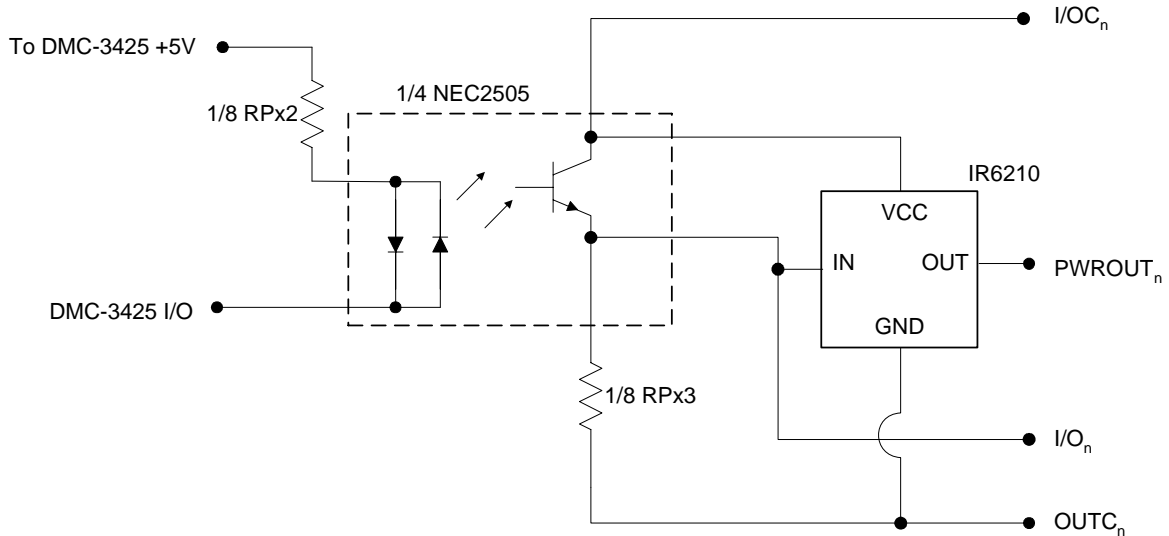 I/OCn
To DMC-3425 +5V
1/4 NEC2505
1/8 RPx2
IR6210
VCC
IN
OUT
PWROUTn
DMC-3425 I/O
GND
1/8 RPx3
I/On
OUTCn